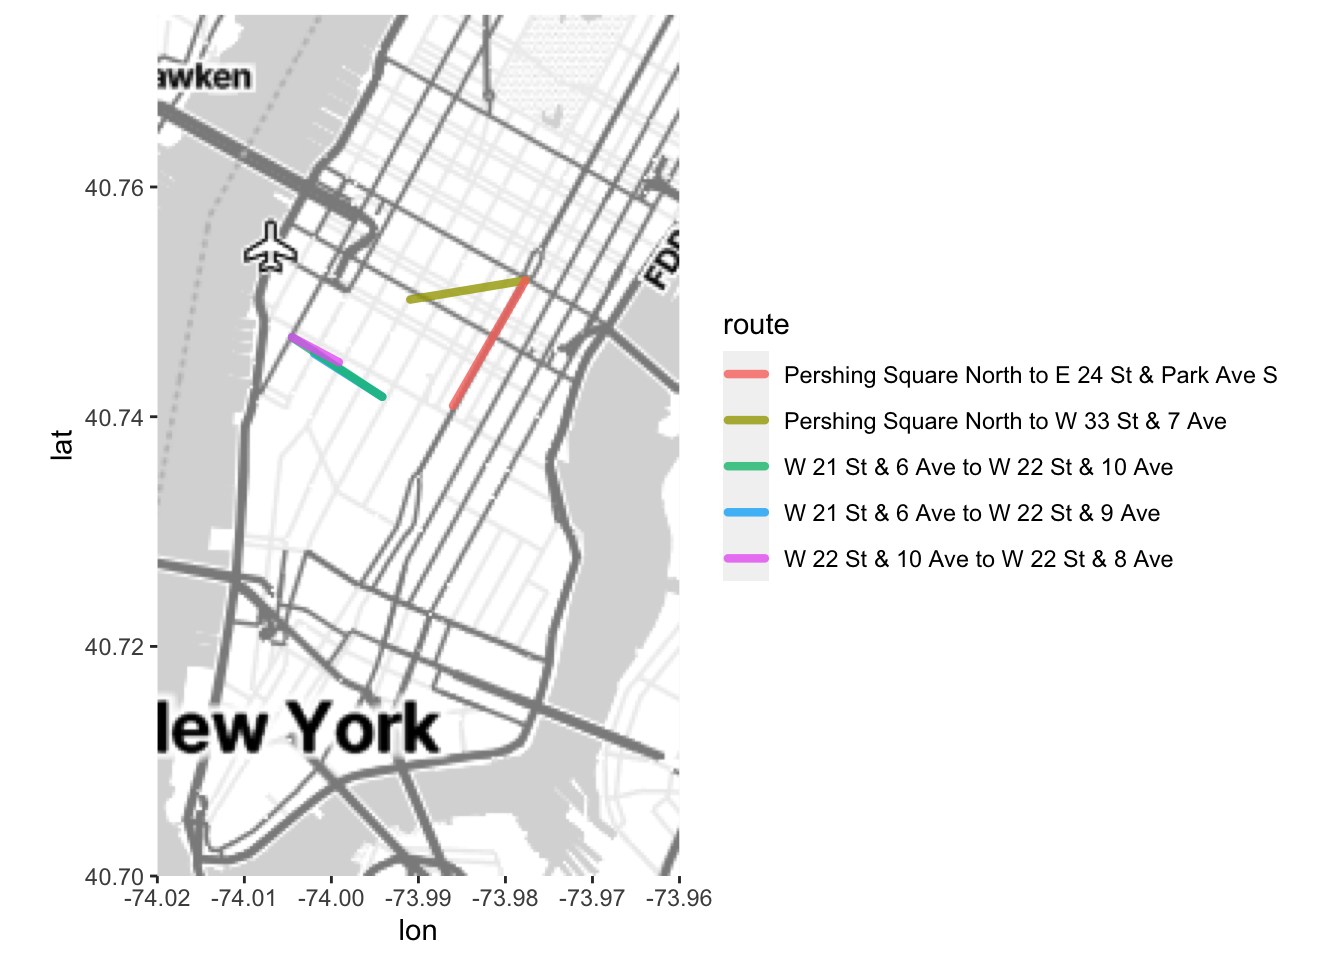 awken
FDR
lew York
40.76
40.74
40.72
40.70
-74.02
-74.01
-74.00
-73.99
-73.98
-73.97
-73.96
lat
lon
route
Pershing Square North to E 24 St & Park Ave S
Pershing Square North to W 33 St & 7 Ave
W 21 St & 6 Ave to W 22 St & 10 Ave
W 21 St & 6 Ave to W 22 St & 9 Ave
W 22 St & 10 Ave to W 22 St & 8 Ave